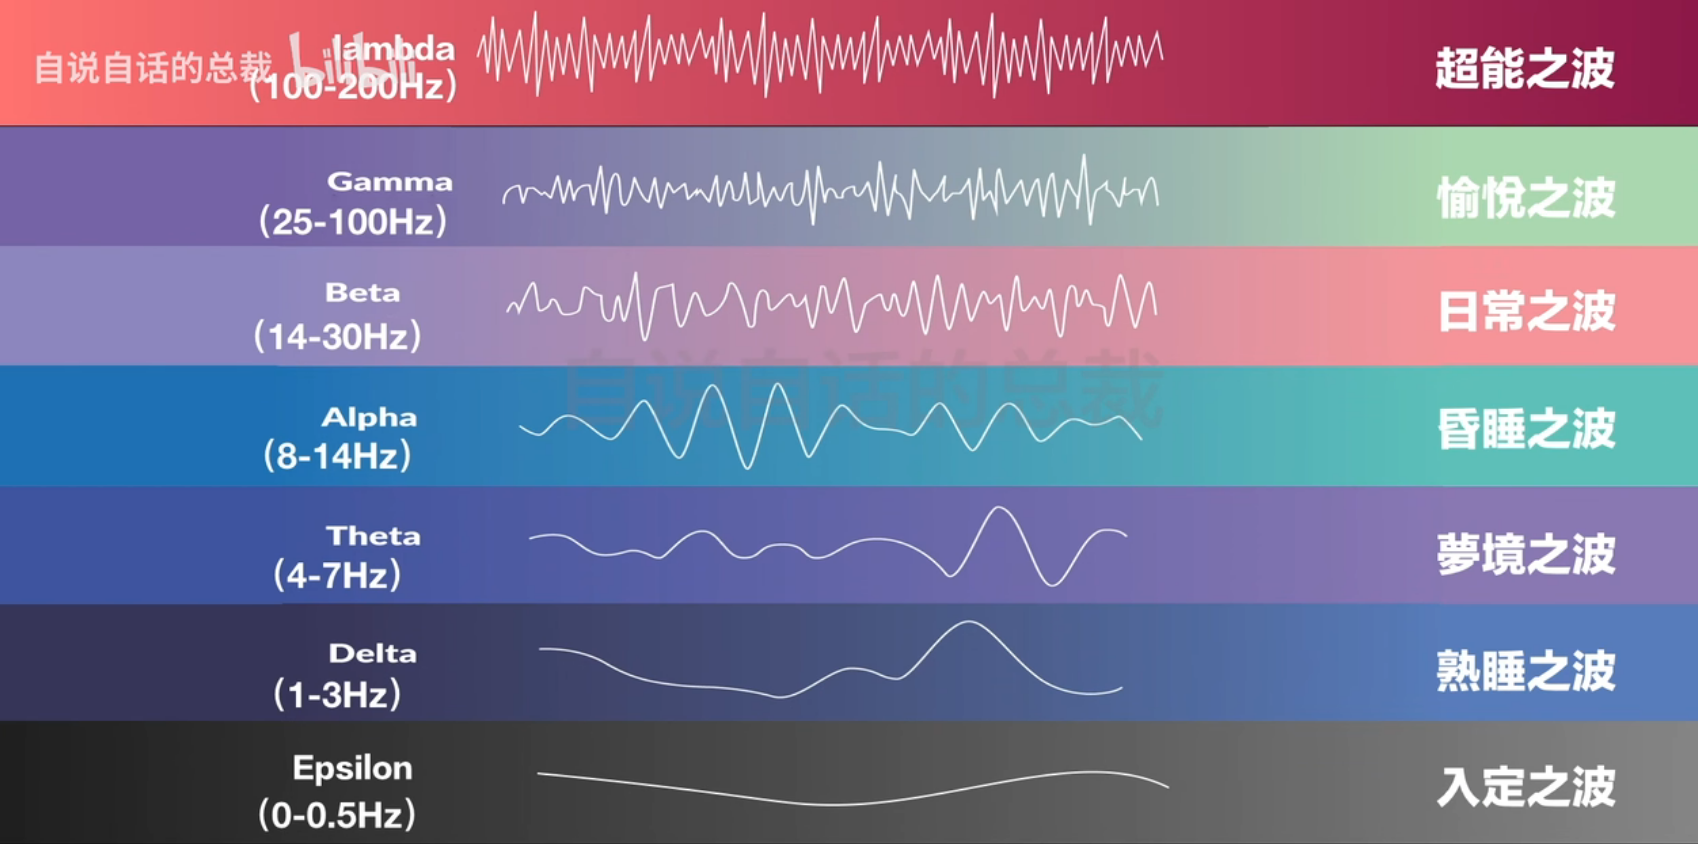 自说自话的总裁 bilibili
lambda
(100-200Hz)
超能之波
Gamma
(25-100Hz)
愉悅之波
Beta
(14-30Hz)
日常之波
自说自话的总裁
Alpha
(8-14Hz)
昏睡之波
Theta
(4-7Hz)
夢境之波
Delta
(1-3Hz)
熟睡之波
Epsilon
(0-0.5Hz)
入定之波